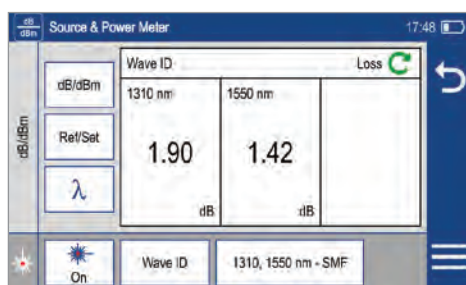 dB
dBm
Source & Power Meter
17:48
dB/dBm
dB/dBm
Ref/Set
λ
Wave ID
Loss
1310 nm
1550 nm
1.90
1.42
dB
dB
On
Wave ID
1310, 1550 nm - SMF